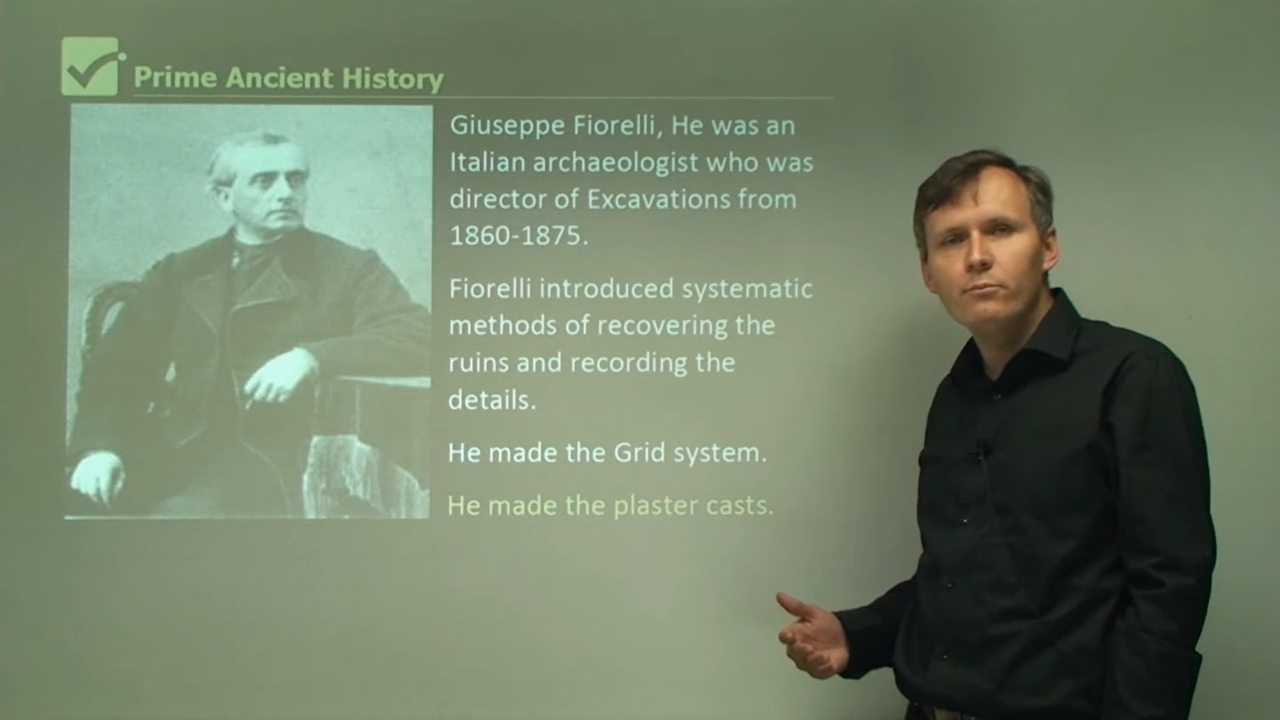 Prime Ancient History
Giuseppe Fiorelli, He was an
Italian archaeologist who was
director of Excavations from
1860-1875.
Fiorelli introduced systematic
methods of recovering the
ruins and recording the
details.
He made the Grid system.
He made the plaster casts.